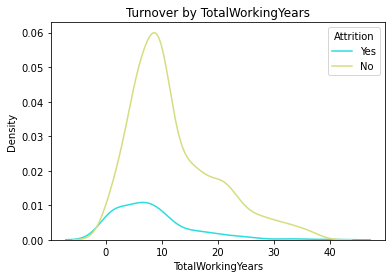 Turnover by TotalWorkingYears
Attrition
Yes
No
Density
0.06
0.05
0.04
0.03
0.02
0.01
0.00
0
10
20
30
40
TotalWorkingYears